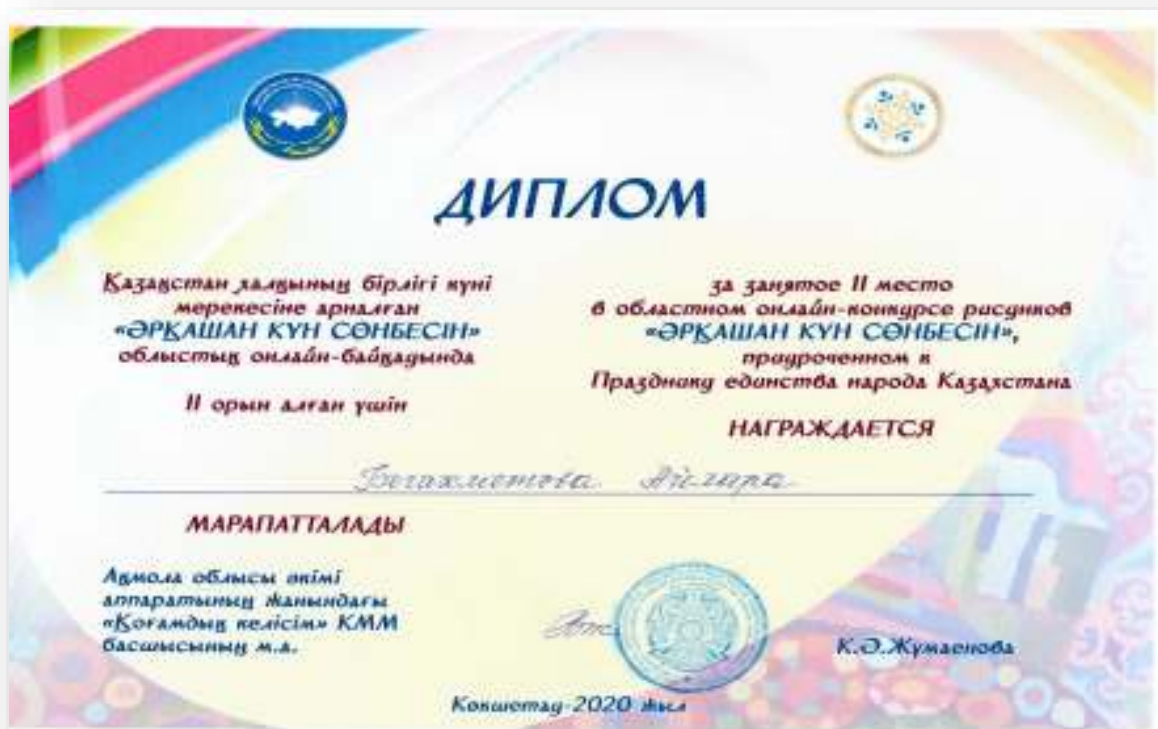 ДИПЛОМ
Қазақстан халқының бірлігі күні
мерекесіне арналған
«ӘРҚАШАН КҮН СӨНБЕСІН»
облыстық онлайн-байқауында
II орын алған үшін
за занятое II место
в областном онлайн-конкурсе рисунков
«ӘРҚАШАН КҮН СӨНБЕСІН»,
приуроченном к
Празднику единства народа Казахстана
НАГРАЖДАЕТСЯ
Бегахметова
МАРАПАТТАЛАДЫ
Ақмола облысы әкімі
аппаратының жанындағы
«Қоғамдық келісім» КММ
басшысының м.а.
К.Ә.Жұмаенова
Көкшетау-2020 жыл